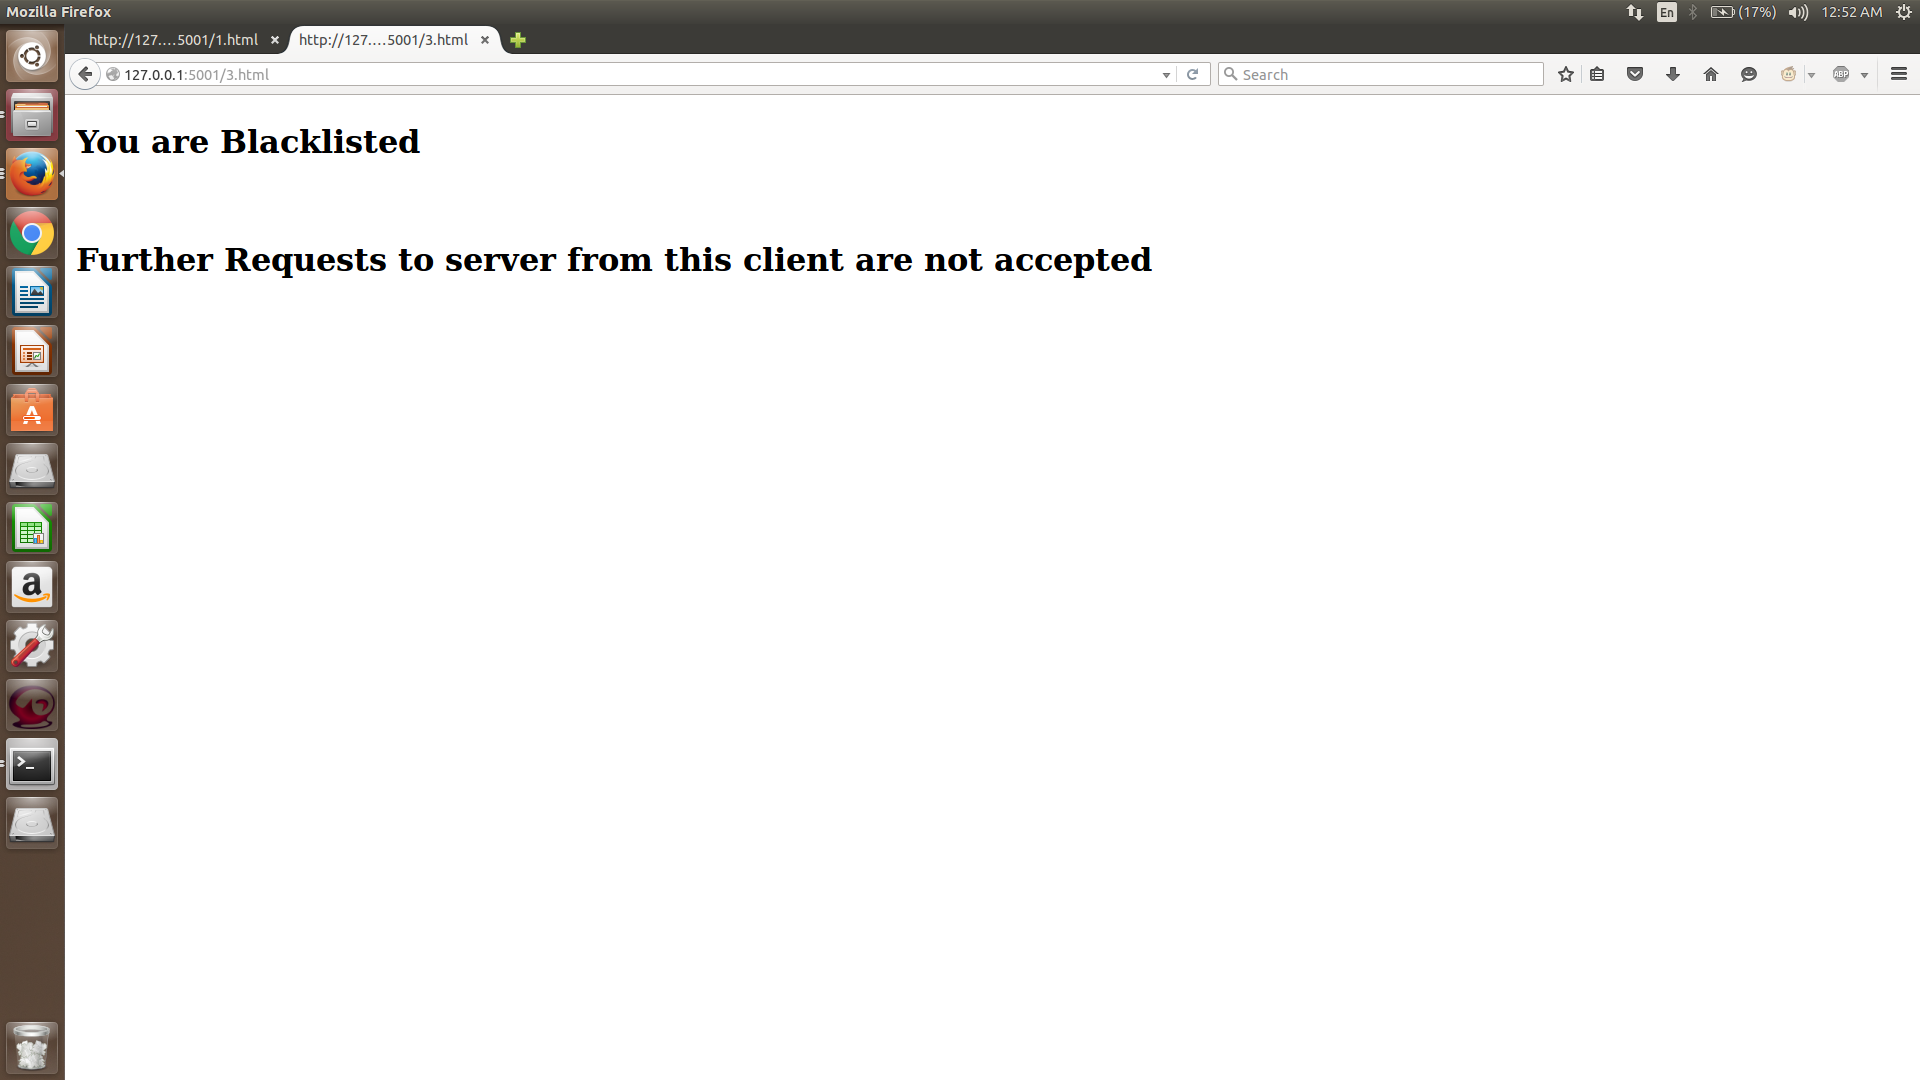 Mozilla Firefox
En
(17%)
12:52 AM
http://127....5001/1.html
http://127....5001/3.html
127.0.0.1:5001/3.html
Search
ABP
You are Blacklisted
Further Requests to server from this client are not accepted